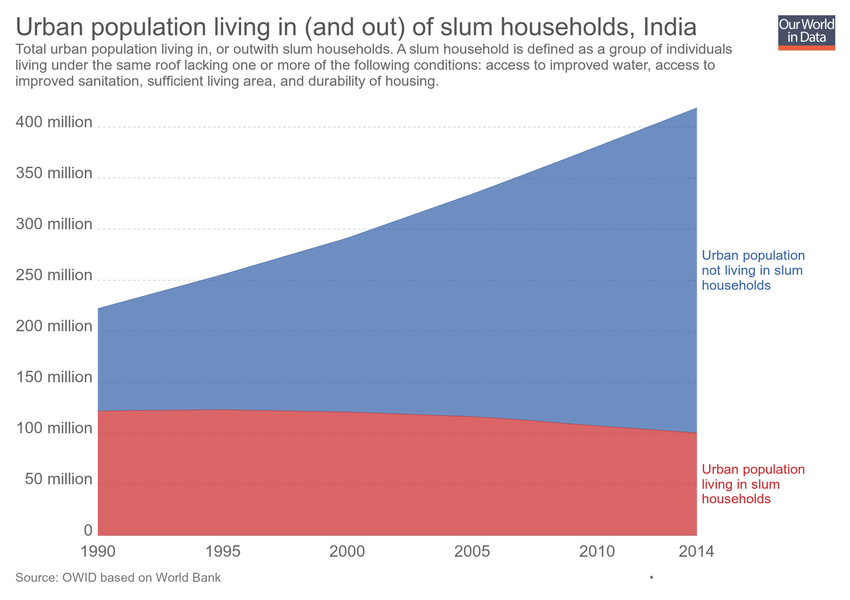 Urban population living in (and out) of slum households, India
Our World
in Data
Total urban population living in, or outwith slum households. A slum household is defined as a group of individuals
living under the same roof lacking one or more of the following conditions: access to improved water, access to
improved sanitation, sufficient living area, and durability of housing.
400 million
350 million
300 million
250 million
200 million
150 million
100 million
50 million
0
Urban population
not living in slum
households
Urban population
living in slum
households
1990 1995 2000 2005 2010 2014
Source: OWID based on World Bank